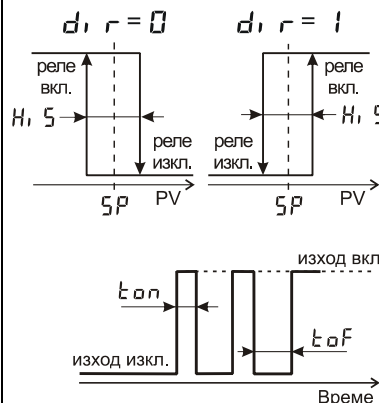 dir=0 dir=1
реле вкл. реле вкл.
HiS HiS
реле изкл. реле изкл.
SP PV SP PV
изход вкл
ton
toF
изход изкл.
Време